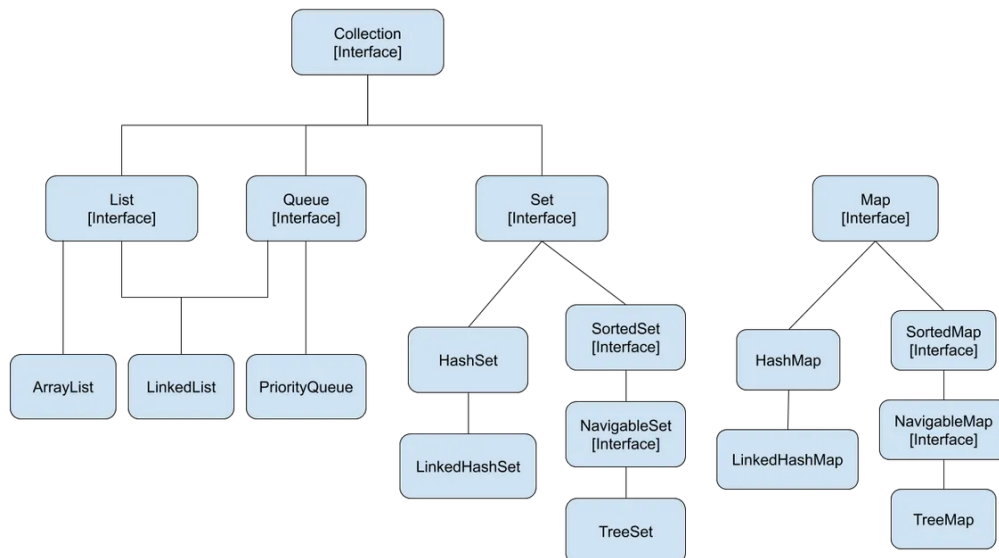 Collection
[Interface]
List
[Interface]
Queue
[Interface]
Set
[Interface]
Map
[Interface]
ArrayList
LinkedList
PriorityQueue
HashSet
SortedSet
[Interface]
HashMap
SortedMap
[Interface]
LinkedHashSet
NavigableSet
[Interface]
LinkedHashMap
NavigableMap
[Interface]
TreeSet
TreeMap